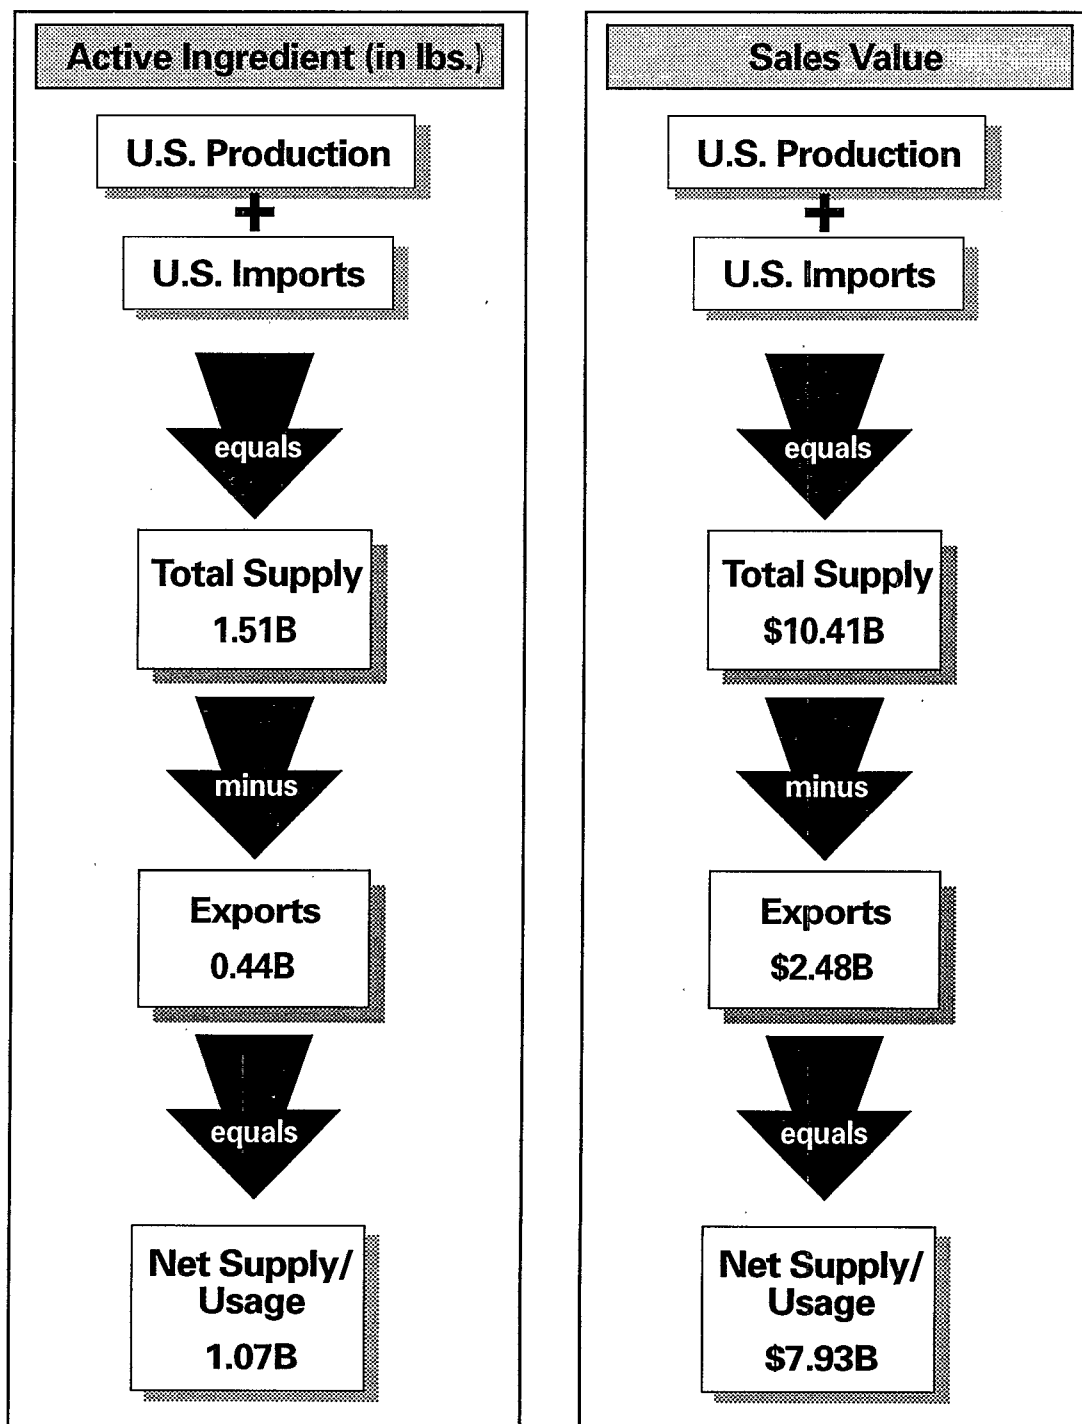 Active Ingredient (in lbs.)
U.S. Production
+
U.S. Imports
equals
Total Supply
1.51B
minus
Exports
0.44B
equals
Net Supply/
Usage
1.07B
Sales Value
U.S. Production
+
U.S. Imports
equals
Total Supply
$10.41B
minus
Exports
$2.48B
equals
Net Supply/
Usage
$7.93B